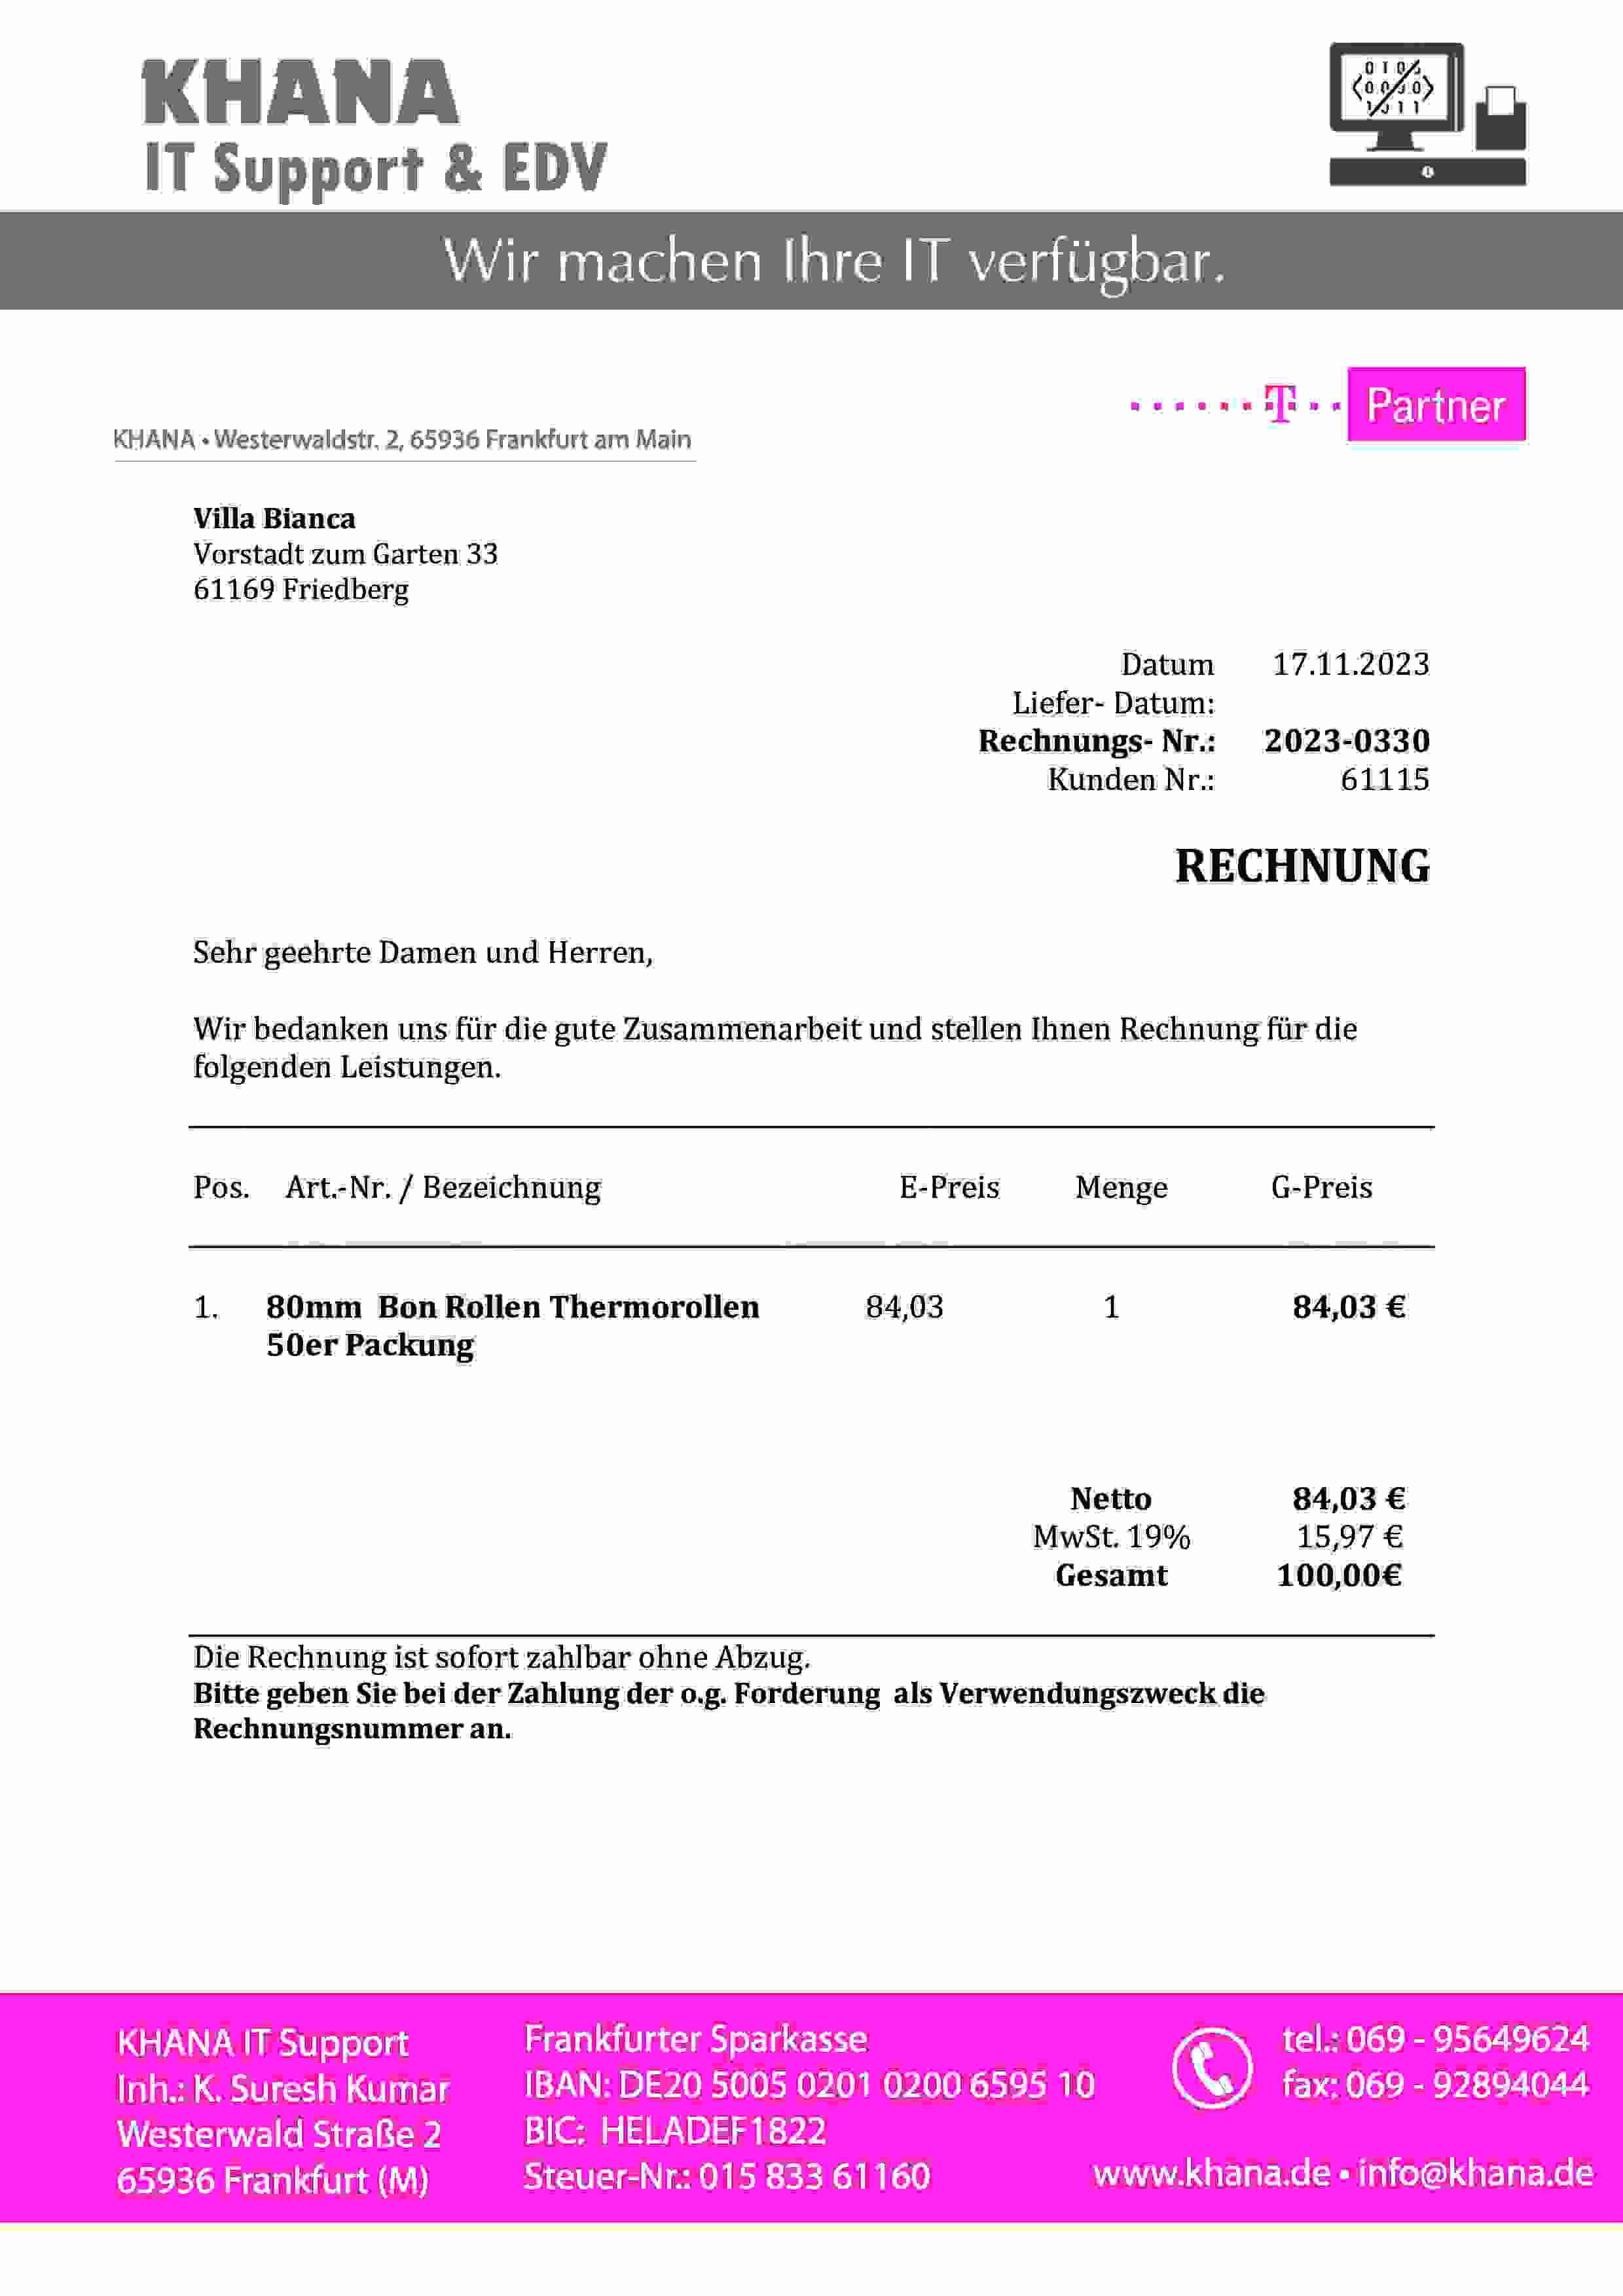 KHANA
IT Support & EDV
Wir machen Ihre IT verfügbar.
T Partner
KHANA • Westerwaldstr. 2, 65936 Frankfurt am Main
Villa Bianca
Vorstadt zum Garten 33
61169 Friedberg
Datum 17.11.2023
Liefer- Datum:
Rechnungs- Nr.: 2023-0330
Kunden Nr.: 61115
RECHNUNG
Sehr geehrte Damen und Herren,
Wir bedanken uns für die gute Zusammenarbeit und stellen Ihnen Rechnung für die
folgenden Leistungen.
Pos. Art.-Nr. / Bezeichnung E-Preis Menge G-Preis
1. 80mm Bon Rollen Thermorollen 84,03 1 84,03 €
50er Packung
Netto 84,03 €
MwSt. 19% 15,97 €
Gesamt 100,00€
Die Rechnung ist sofort zahlbar ohne Abzug.
Bitte geben Sie bei der Zahlung der o.g. Forderung als Verwendungszweck die
Rechnungsnummer an.
KHANA IT Support
Inh.: K. Suresh Kumar
Westerwald Straße 2
65936 Frankfurt (M)
Frankfurter Sparkasse
IBAN: DE20 5005 0201 0200 6595 10
BIC: HELADEF1822
Steuer-Nr.: 015 833 61160
tel.: 069 - 95649624
fax: 069 - 92894044
www.khana.de • info@khana.de